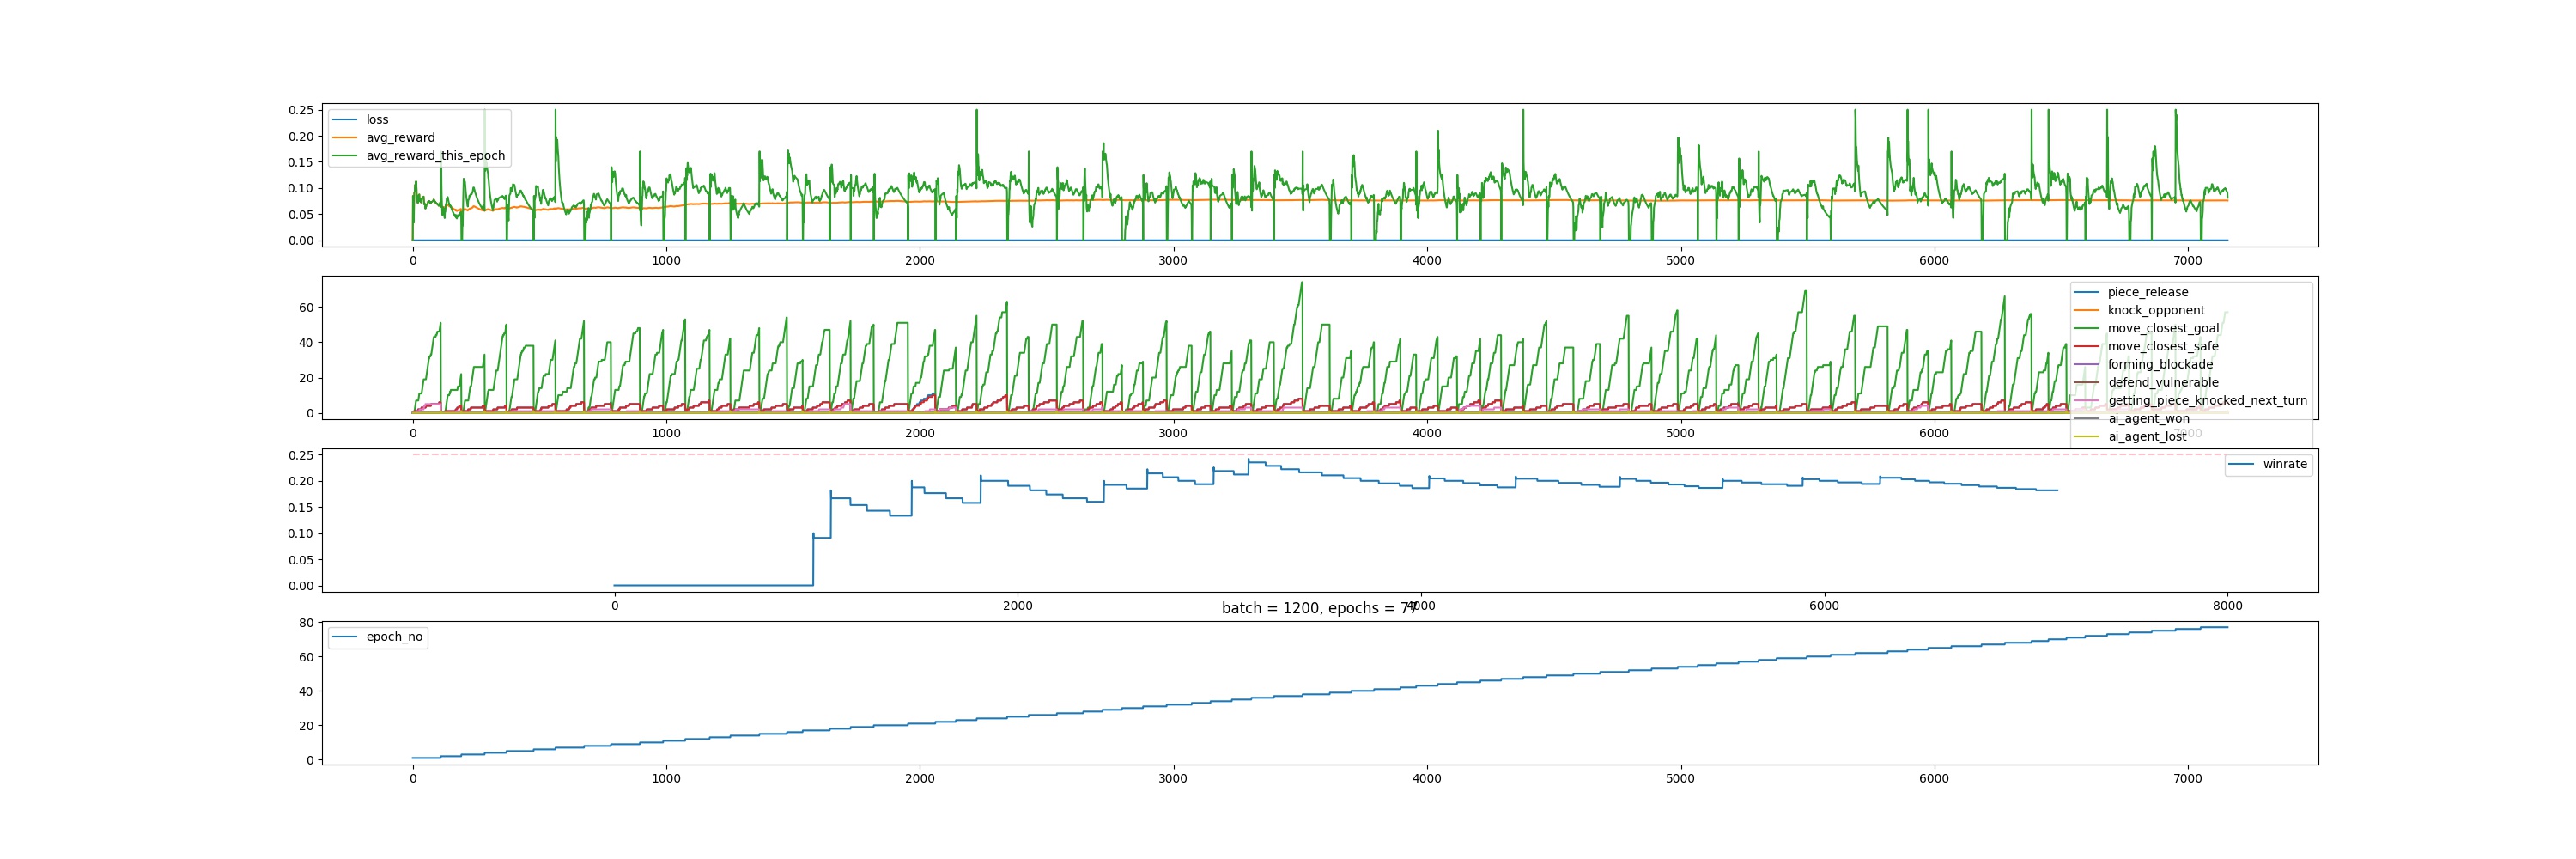 0.25
0.20
0.15
0.10
0.05
0.00
loss
avg_reward
avg_reward_this_epoch
0 1000 2000 3000 4000 5000 6000 7000
60
40
20
0
piece_release
knock_opponent
move_closest_goal
move_closest_safe
forming_blockade
defend_vulnerable
getting_piece_knocked_next_turn
ai_agent_won
ai_agent_lost
0 1000 2000 3000 4000 5000 6000 7000
0.25
0.20
0.15
0.10
0.05
0.00
winrate
0 2000 4000 6000 8000
batch = 1200, epochs = 77
80
60
40
20
0
epoch_no
0 1000 2000 3000 4000 5000 6000 7000